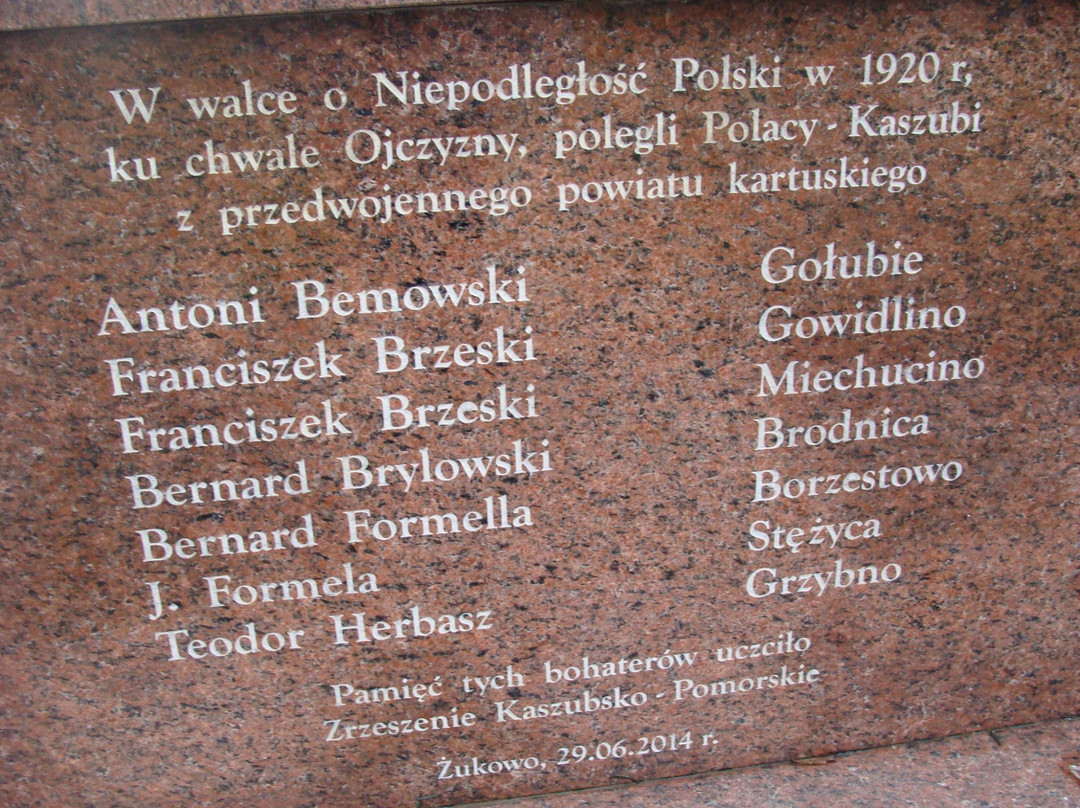 W walce o Niepodległość Polski w 1920 r,
ku chwale Ojczyzny, polegli Polacy - Kaszubi
z przedwojennego powiatu kartuskiego
Antoni Bemowski Gołubie
Franciszek Brzeski Gowidlino
Franciszek Brzeski Miechucino
Bernard Brylowski Brodnica
Bernard Formella Borzestowo
J. Formela Stężyca
Teodor Herbasz Grzybno
Pamięć tych bohaterów uczciło
Zrzeszenie Kaszubsko - Pomorskie
Żukowo, 29.06.2014 r.